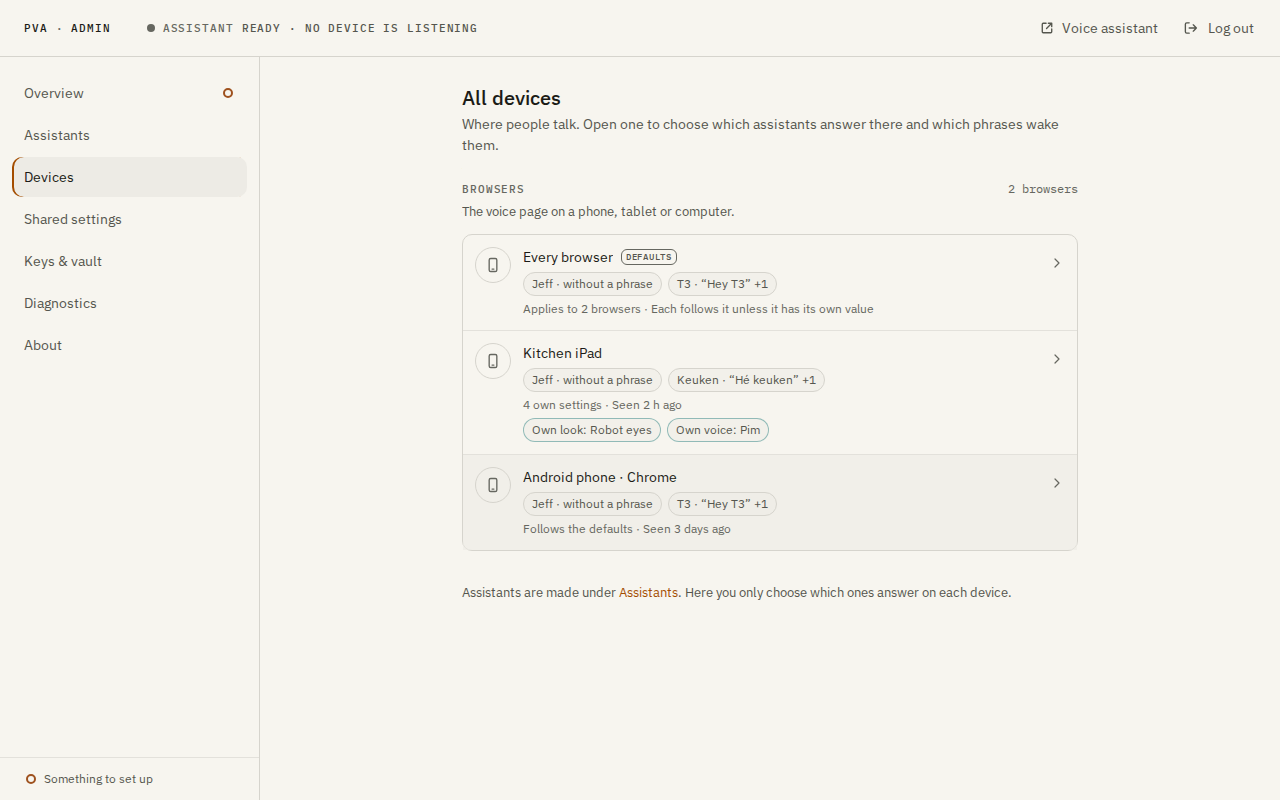 PVA · ADMIN
ASSISTANT READY · NO DEVICE IS LISTENING
Voice assistant
Log out
Overview
Assistants
Devices
Shared settings
Keys & vault
Diagnostics
About
Something to set up
All devices
Where people talk. Open one to choose which assistants answer there and which phrases wake
them.
BROWSERS
2 browsers
The voice page on a phone, tablet or computer.
Every browser DEFAULTS
Jeff · without a phrase T3 · “Hey T3” +1
Applies to 2 browsers · Each follows it unless it has its own value
Kitchen iPad
Jeff · without a phrase Keuken · “Hé keuken” +1
4 own settings · Seen 2 h ago
Own look: Robot eyes Own voice: Pim
Android phone · Chrome
Jeff · without a phrase T3 · “Hey T3” +1
Follows the defaults · Seen 3 days ago
Assistants are made under Assistants. Here you only choose which ones answer on each device.